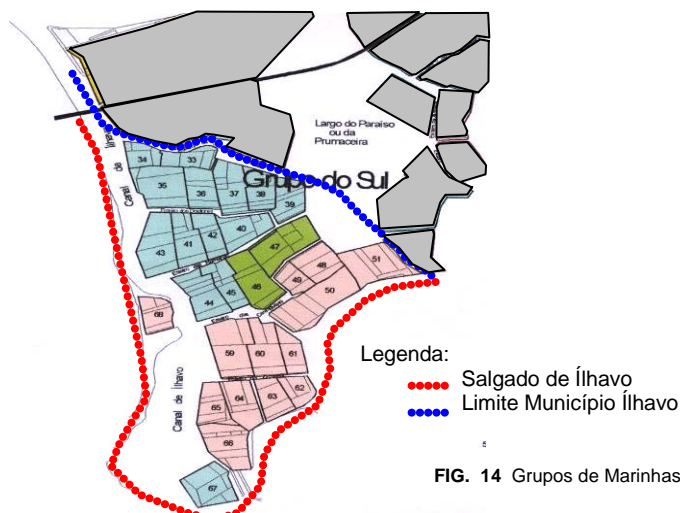 Largo do Paraíso
ou da
Prumaceira
Grupo do Sul
Canal de
34
33
35
36
37
38
39
40
42
41
43
47
44
45
46
48
49
50
51
68
59
60
61
62
63
64
65
66
67
Canal de Ílhavo
Legenda:
Salgado de Ílhavo
Limite Município Ílhavo
FIG. 14 Grupos de Marinhas